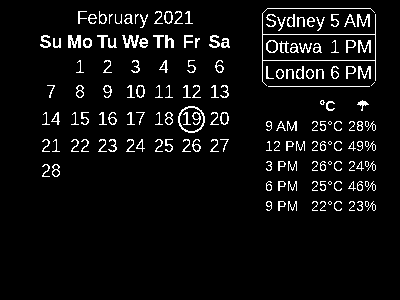 February 2021
Su Mo Tu We Th Fr Sa
1 2 3 4 5 6
7 8 9 10 11 12 13
14 15 16 17 18 19 20
21 22 23 24 25 26 27
28
Sydney 5 AM
Ottawa 1 PM
London 6 PM
°C
9 AM 25°C 28%
12 PM 26°C 49%
3 PM 26°C 24%
6 PM 25°C 46%
9 PM 22°C 23%